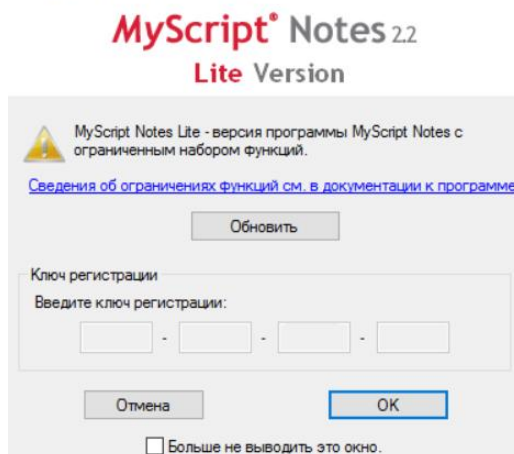 MyScript® Notes 2.2
Lite Version
MyScript Notes Lite - версия программы MyScript Notes с
ограниченным набором функций.
Сведения об ограничениях функций см. в документации к программе
Обновить
Ключ регистрации
Введите ключ регистрации:
- - -
Отмена OK
Больше не выводить это окно.